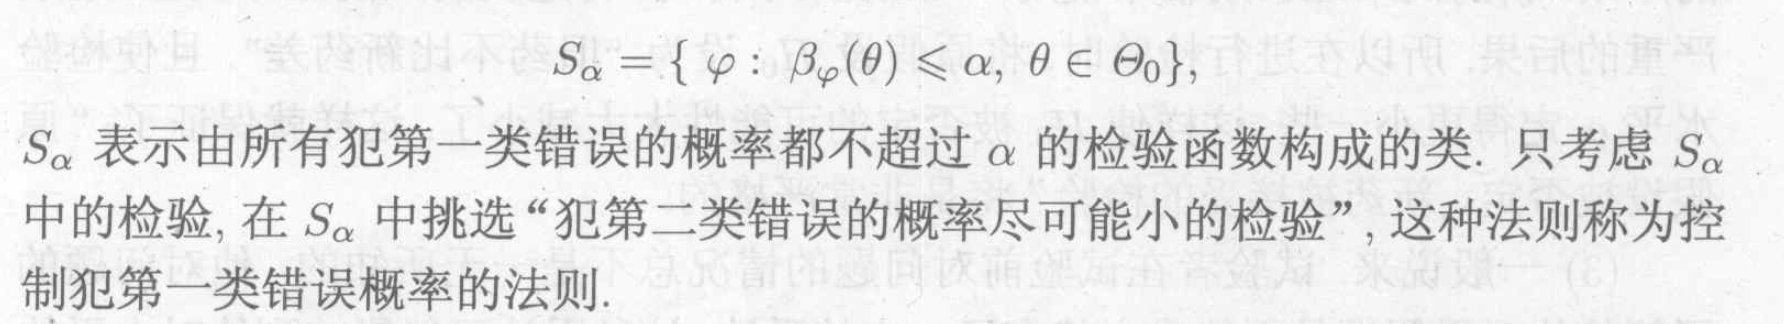 $S_\alpha = \{ \varphi : \beta_\varphi(\theta) \leqslant \alpha, \theta \in \Theta_0 \},$
$S_\alpha$ 表示由所有犯第一类错误的概率都不超过 $\alpha$ 的检验函数构成的类. 只考虑 $S_\alpha$
中的检验, 在 $S_\alpha$ 中挑选“犯第二类错误的概率尽可能小的检验”, 这种法则称为控
制犯第一类错误概率的法则.